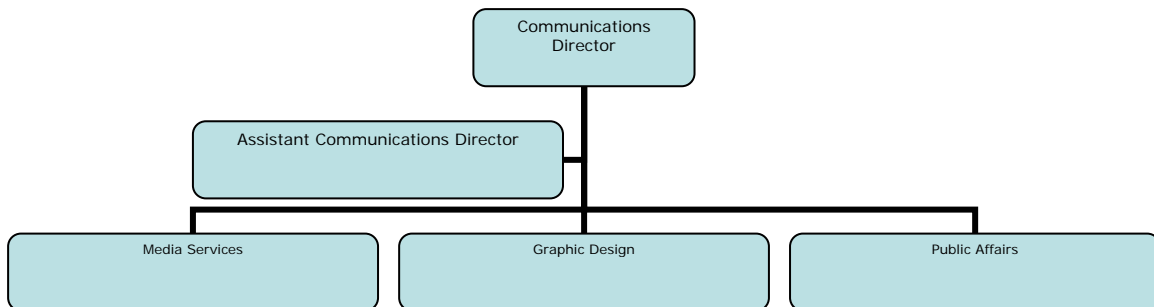 Communications
Director
Assistant Communications Director
Media Services
Graphic Design
Public Affairs